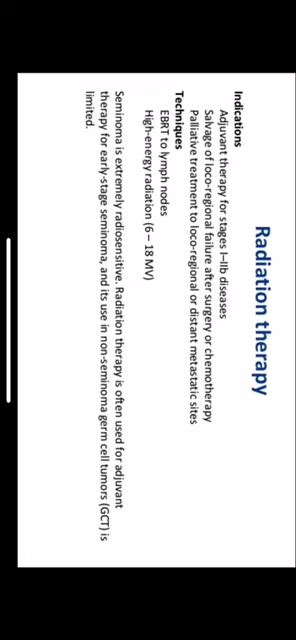 Radiation therapy
Indications
Adjuvant therapy for stages I–IIb diseases
Salvage of loco-regional failure after surgery or chemotherapy
Palliative treatment to loco-regional or distant metastatic sites
Techniques
EBRT to lymph nodes
High-energy radiation (6 – 18 MV)
Seminoma is extremely radiosensitive. Radiation therapy is often used for adjuvant
therapy for early-stage seminoma, and its use in non-seminoma germ cell tumors (GCT) is
limited.